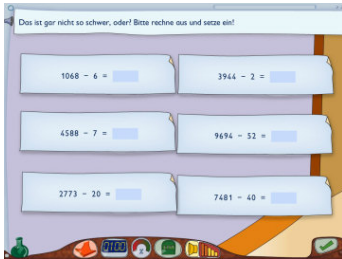 Das ist gar nicht so schwer, oder? Bitte rechne aus und setze ein!
1068 - 6 =
3944 - 2 =
4588 - 7 =
9694 - 52 =
2773 - 20 =
7481 - 40 =